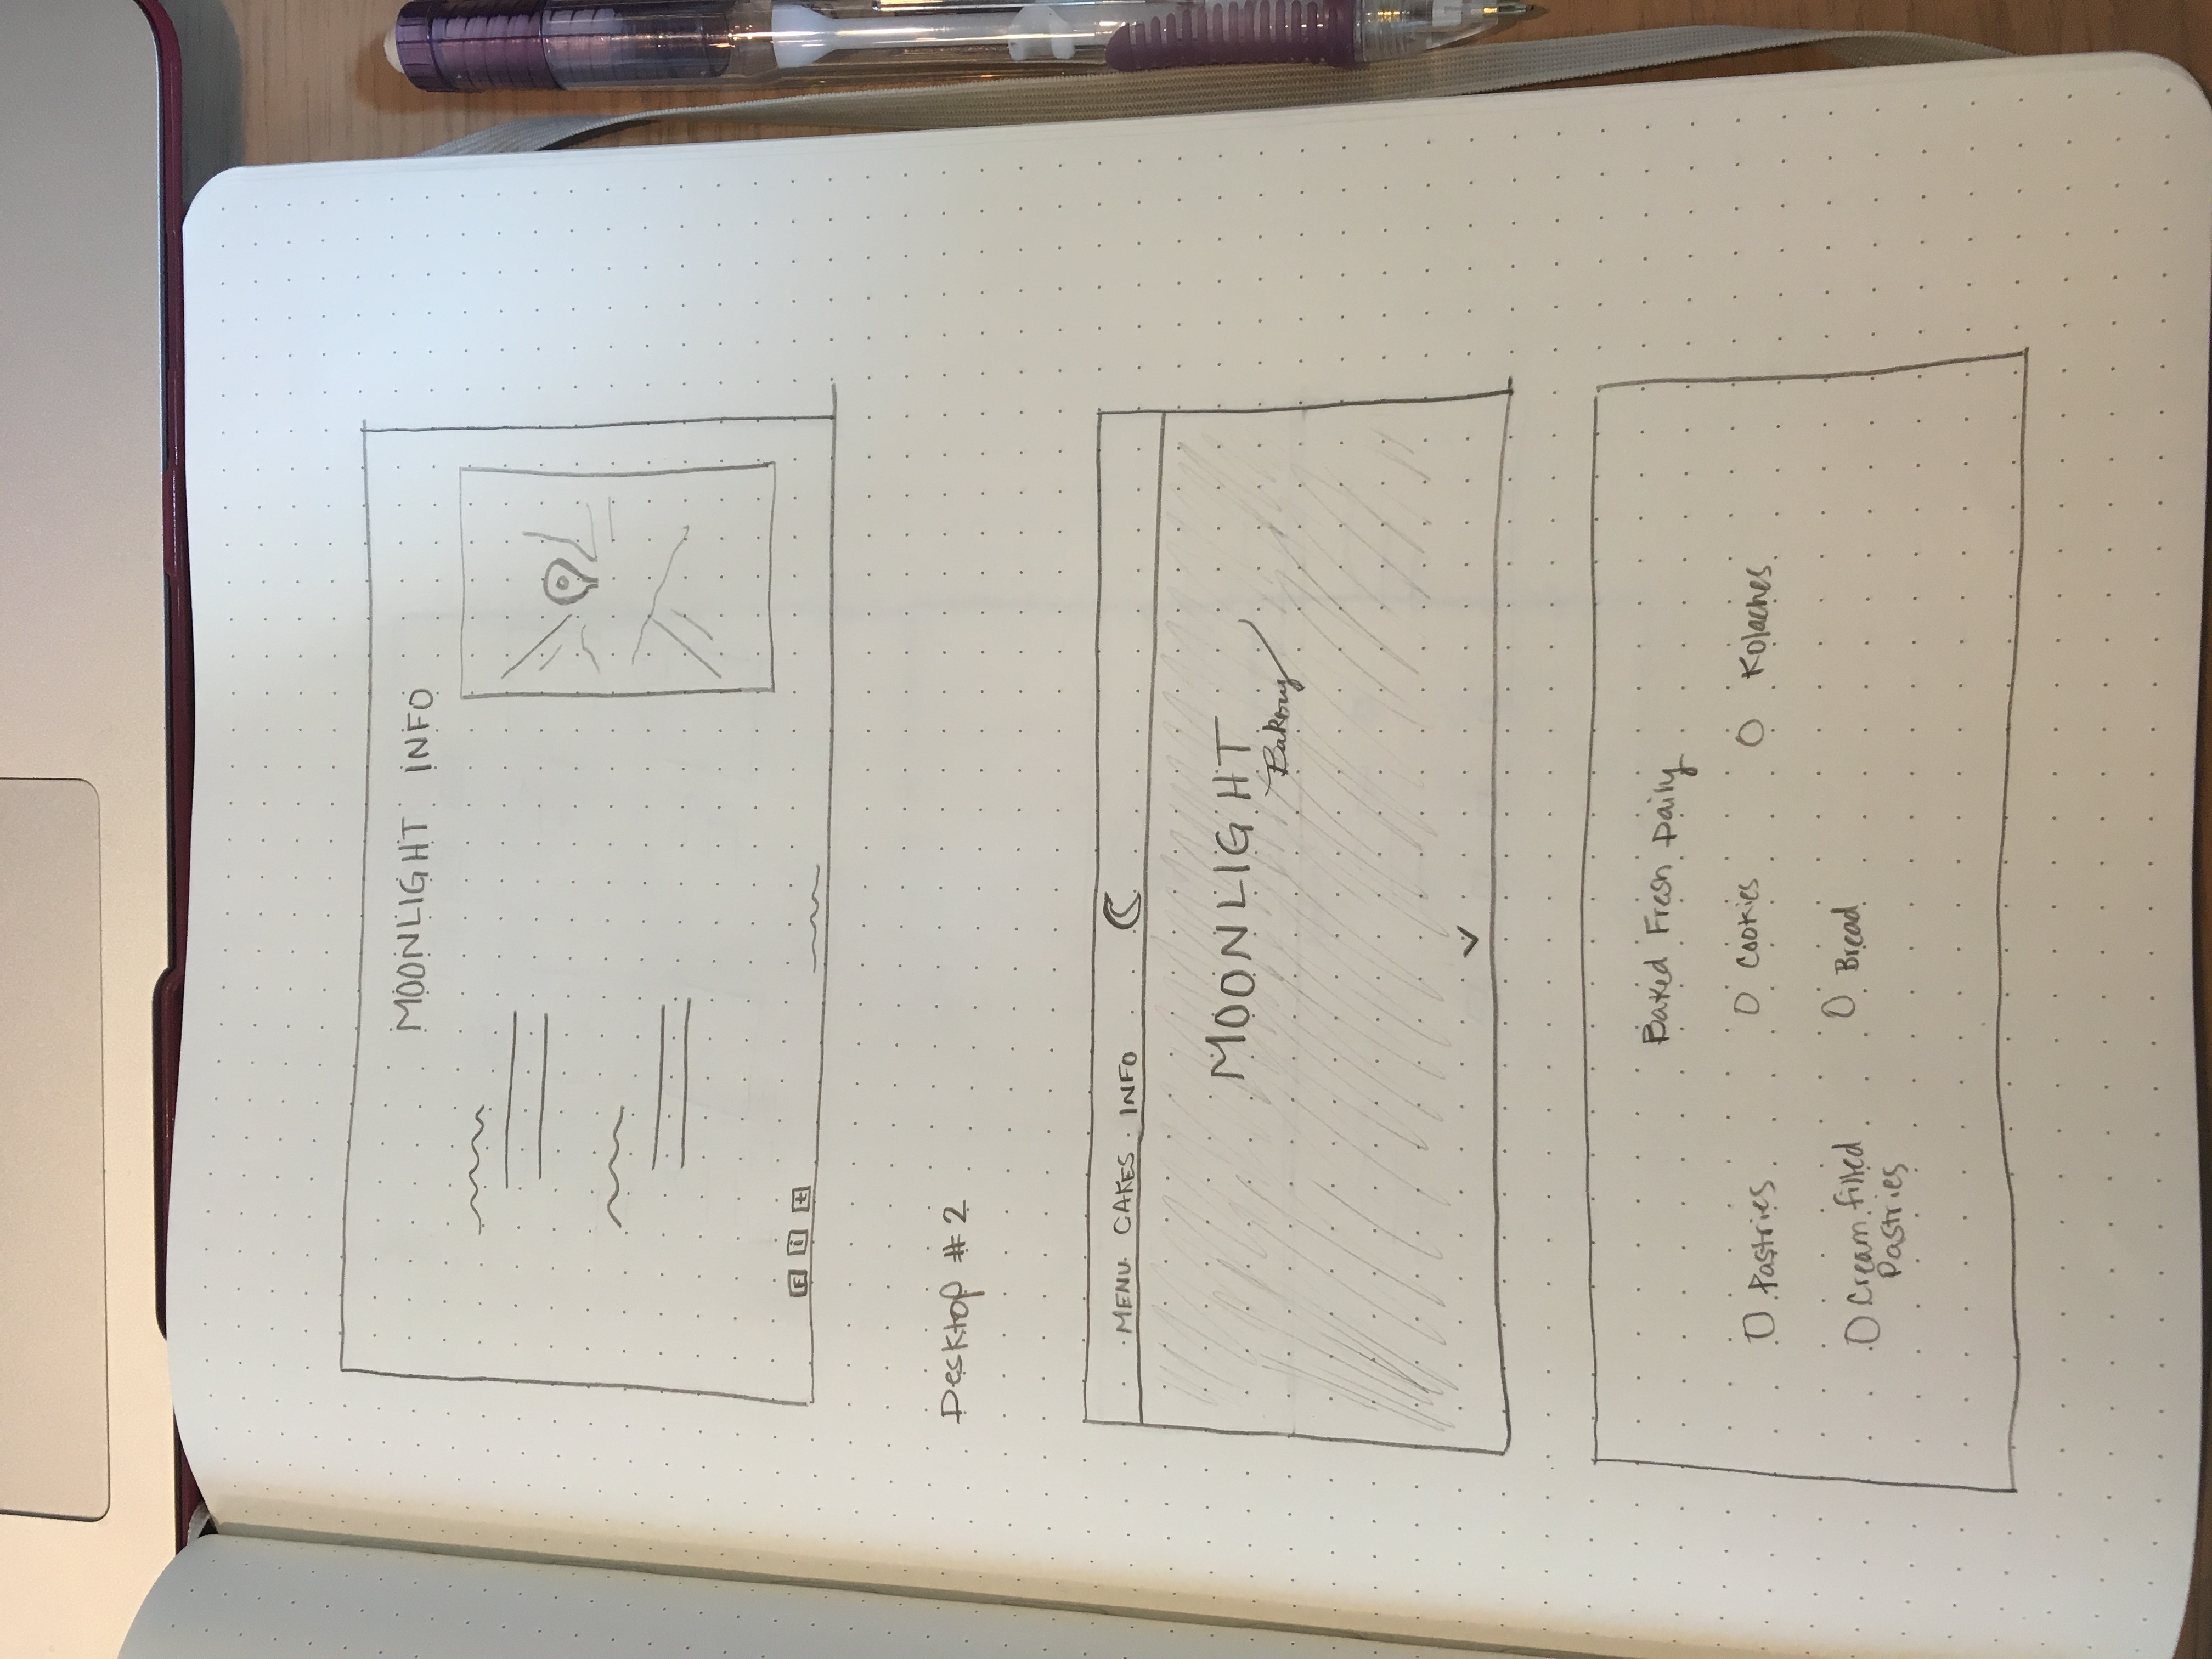 MOONLIGHT INFO
F i t
Desktop #2
MENU CAKES INFO
MOONLIGHT
Bakery
Baked Fresh Daily
Pastries Cookies Kolaches
Cream filled Bread
Pastries